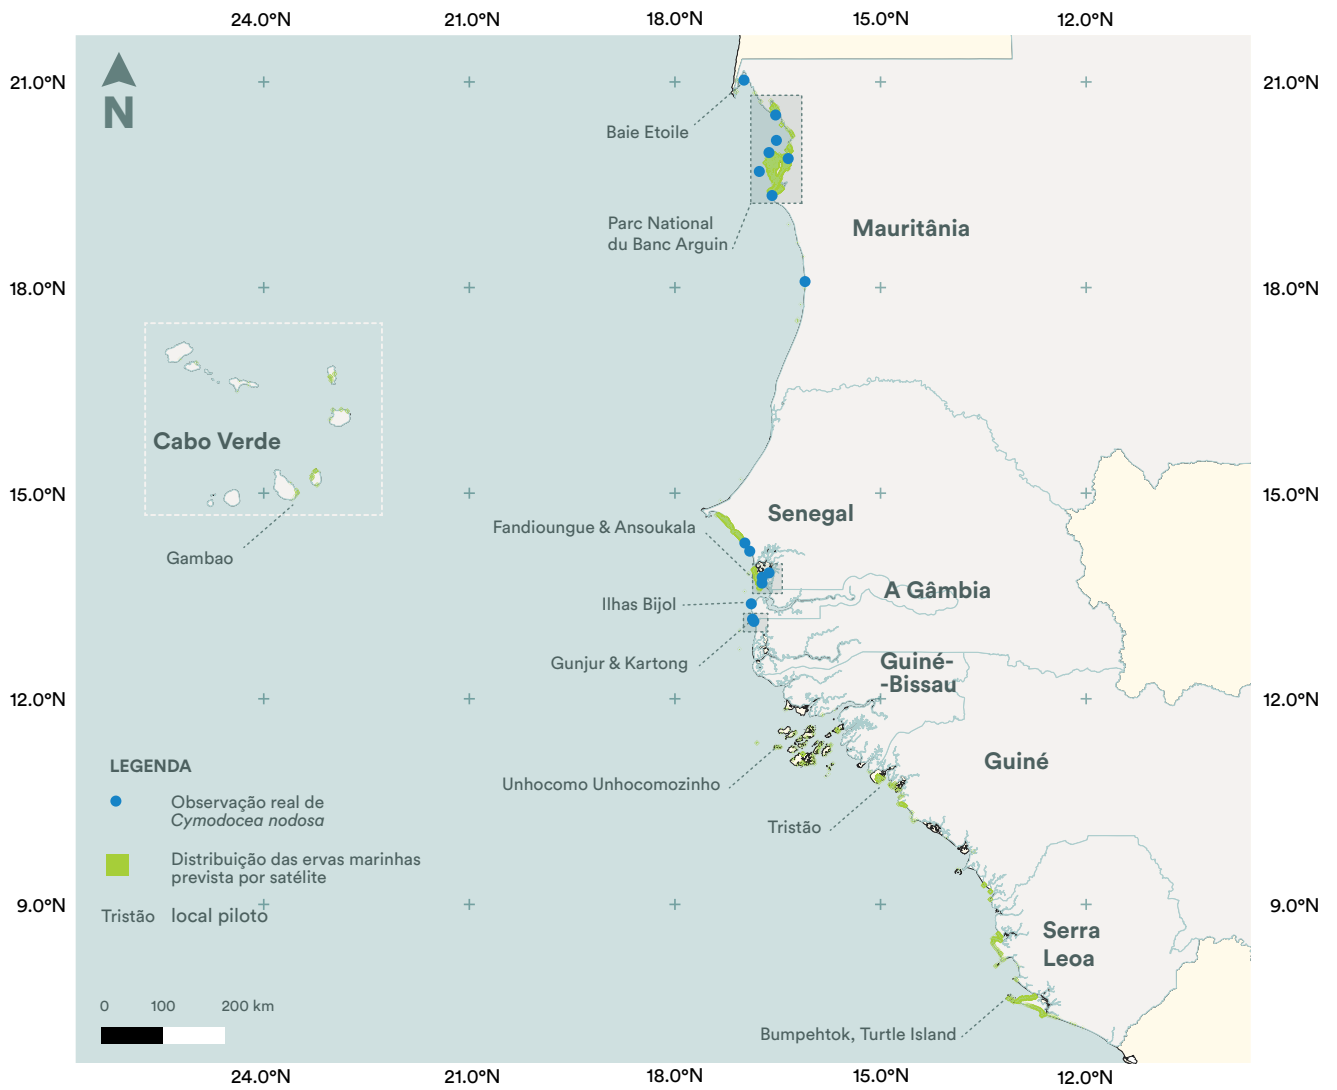 24.0°N 21.0°N 18.0°N 15.0°N 12.0°N
21.0°N 21.0°N
N
Baie Etoile
Parc National
du Banc Arguin
Mauritânia
18.0°N 18.0°N
Cabo Verde
15.0°N 15.0°N
Senegal
Fandioungue & Ansoukala
Gambao
A Gâmbia
Ilhas Bijol
Gunjur & Kartong
Guiné-
-Bissau
12.0°N 12.0°N
Guiné
Unhocomo Unhocomozinho
Tristão
LEGENDA
Observação real de
Cymodocea nodosa
Distribuição das ervas marinhas
prevista por satélite
Tristão local piloto
9.0°N 9.0°N
Serra
Leoa
0 100 200 km
Bumpehtok, Turtle Island
24.0°N 21.0°N 18.0°N 15.0°N 12.0°N